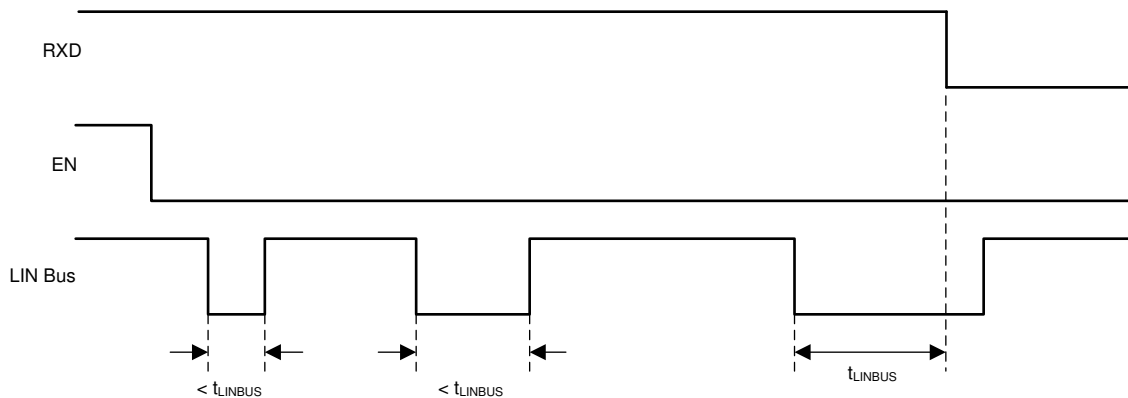 RXD
EN
LIN Bus
< tLINBUS
< tLINBUS
tLINBUS